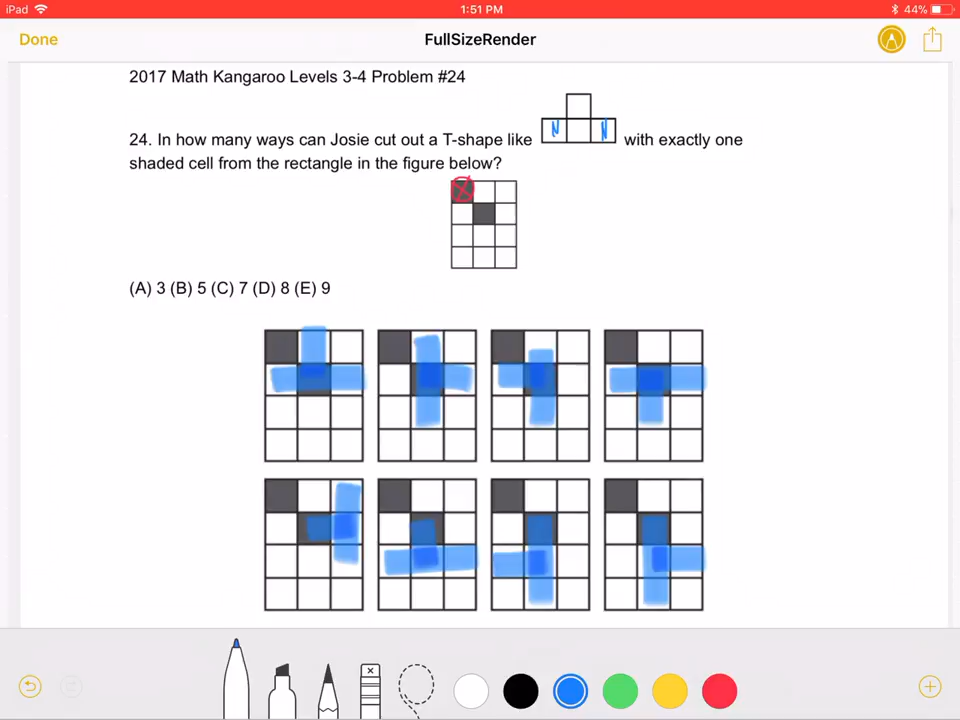 iPad 1:51 PM 44%
Done FullSizeRender
2017 Math Kangaroo Levels 3-4 Problem #24
N N
24. In how many ways can Josie cut out a T-shape like with exactly one
shaded cell from the rectangle in the figure below?
(A) 3 (B) 5 (C) 7 (D) 8 (E) 9